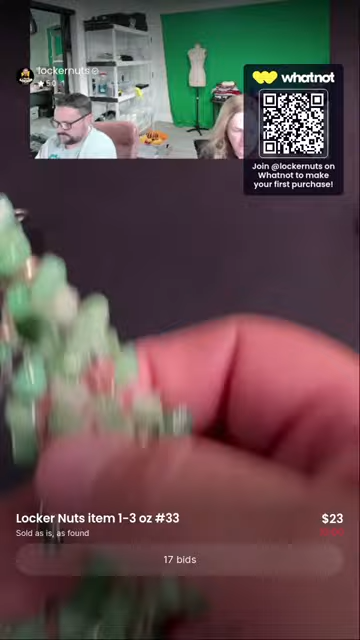 lockernuts
whatnot
Join @lockernuts on
Whatnot to make
your first purchase!
Locker Nuts item 1-3 oz #33
$23
Sold as is, as found
17 bids